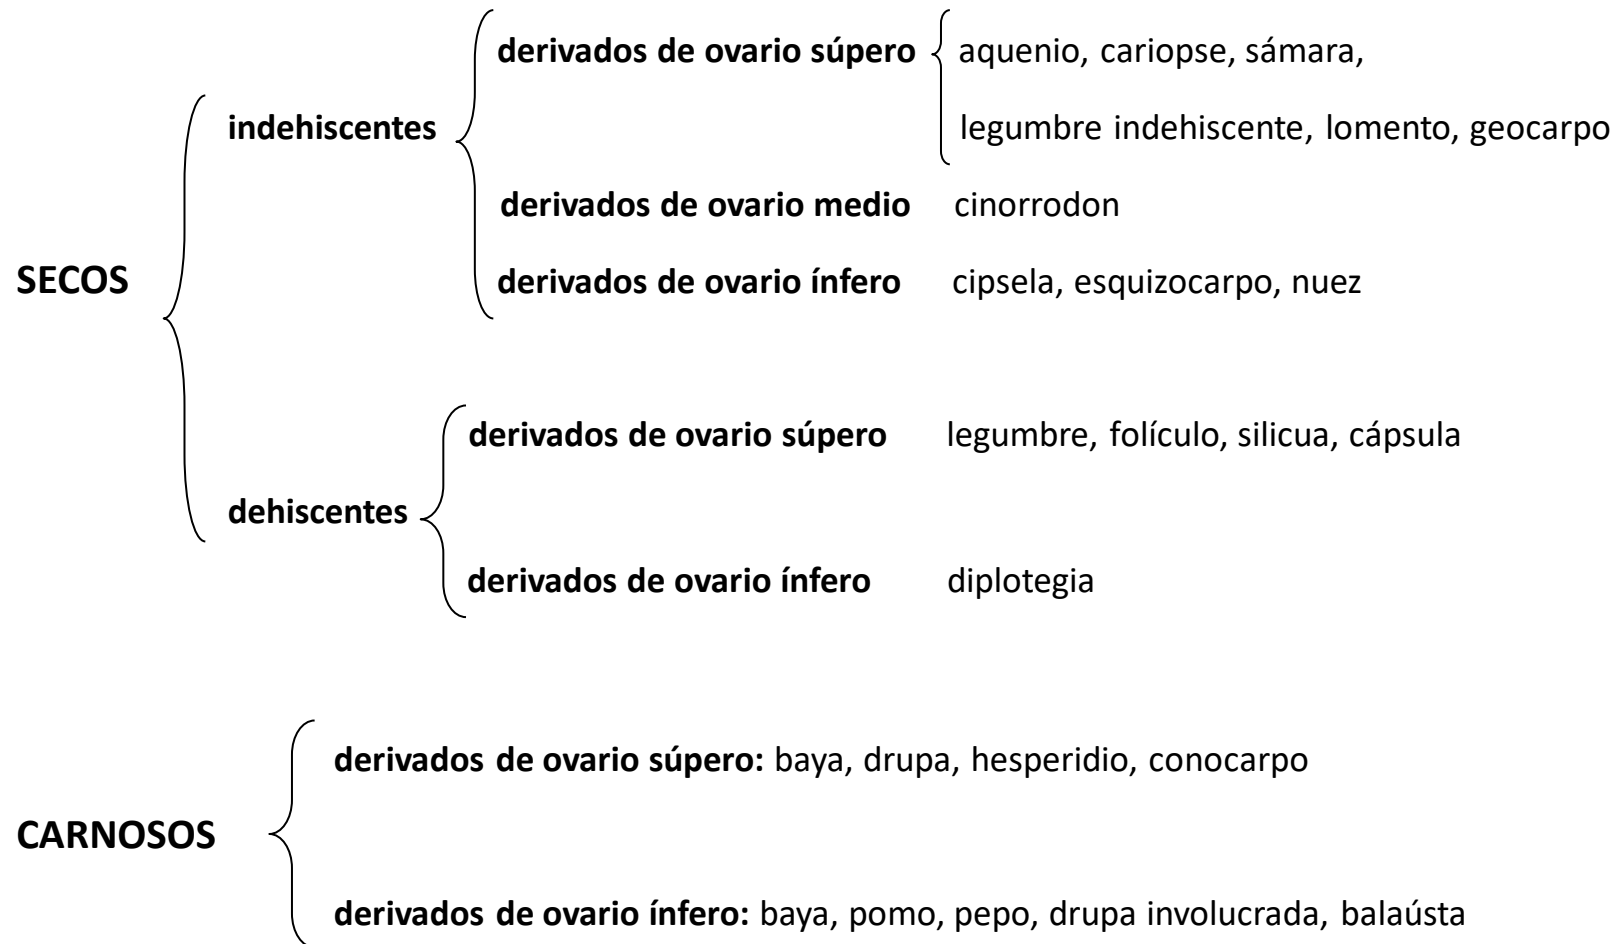 derivados de ovario súpero aquenio, cariopse, sámara,
indehiscentes legumbre indehiscente, lomento, geocarpo
derivados de ovario medio cinorrodon
SECOS derivados de ovario ínfero cipsela, esquizocarpo, nuez
derivados de ovario súpero legumbre, folículo, silicua, cápsula
dehiscentes
derivados de ovario ínfero diplotegia
derivados de ovario súpero: baya, drupa, hesperidio, conocarpo
CARNOSOS
derivados de ovario ínfero: baya, pomo, pepo, drupa involucrada, balaústa